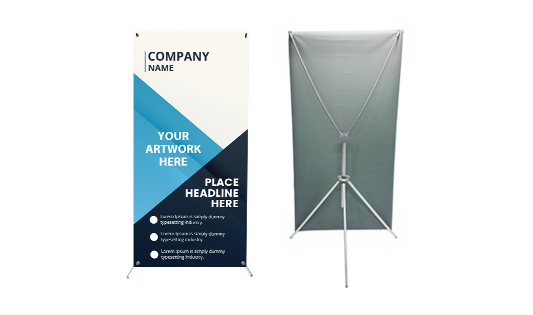 COMPANY
NAME
YOUR
ARTWORK
HERE
PLACE
HEADLINE
HERE
Lorem Ipsum is simply dummy
typesetting industry.
Lorem Ipsum is simply dummy
typesetting industry.
Lorem Ipsum is simply dummy
typesetting industry.